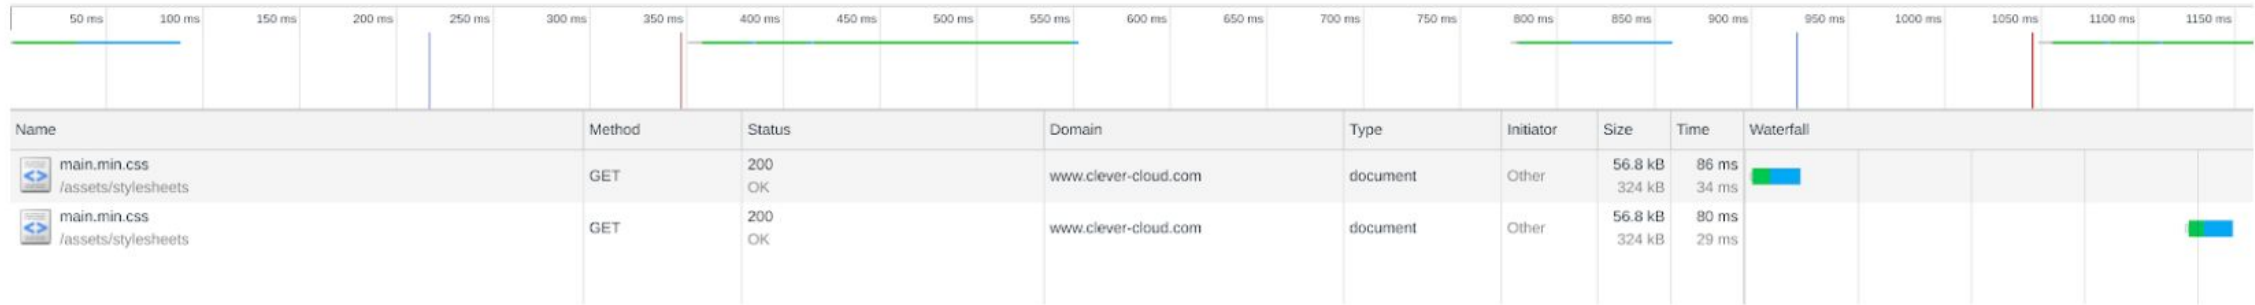 50 ms 100 ms 150 ms 200 ms 250 ms 300 ms 350 ms 400 ms 450 ms 500 ms 550 ms 600 ms 650 ms 700 ms 750 ms 800 ms 850 ms 900 ms 950 ms 1000 ms 1050 ms 1100 ms 1150 ms
Name Method Status Domain Type Initiator Size Time Waterfall
main.min.css 200 56.8 kB 86 ms
GET www.clever-cloud.com document Other
/assets/stylesheets OK 324 kB 34 ms
main.min.css 200 56.8 kB 80 ms
GET www.clever-cloud.com document Other
/assets/stylesheets OK 324 kB 29 ms